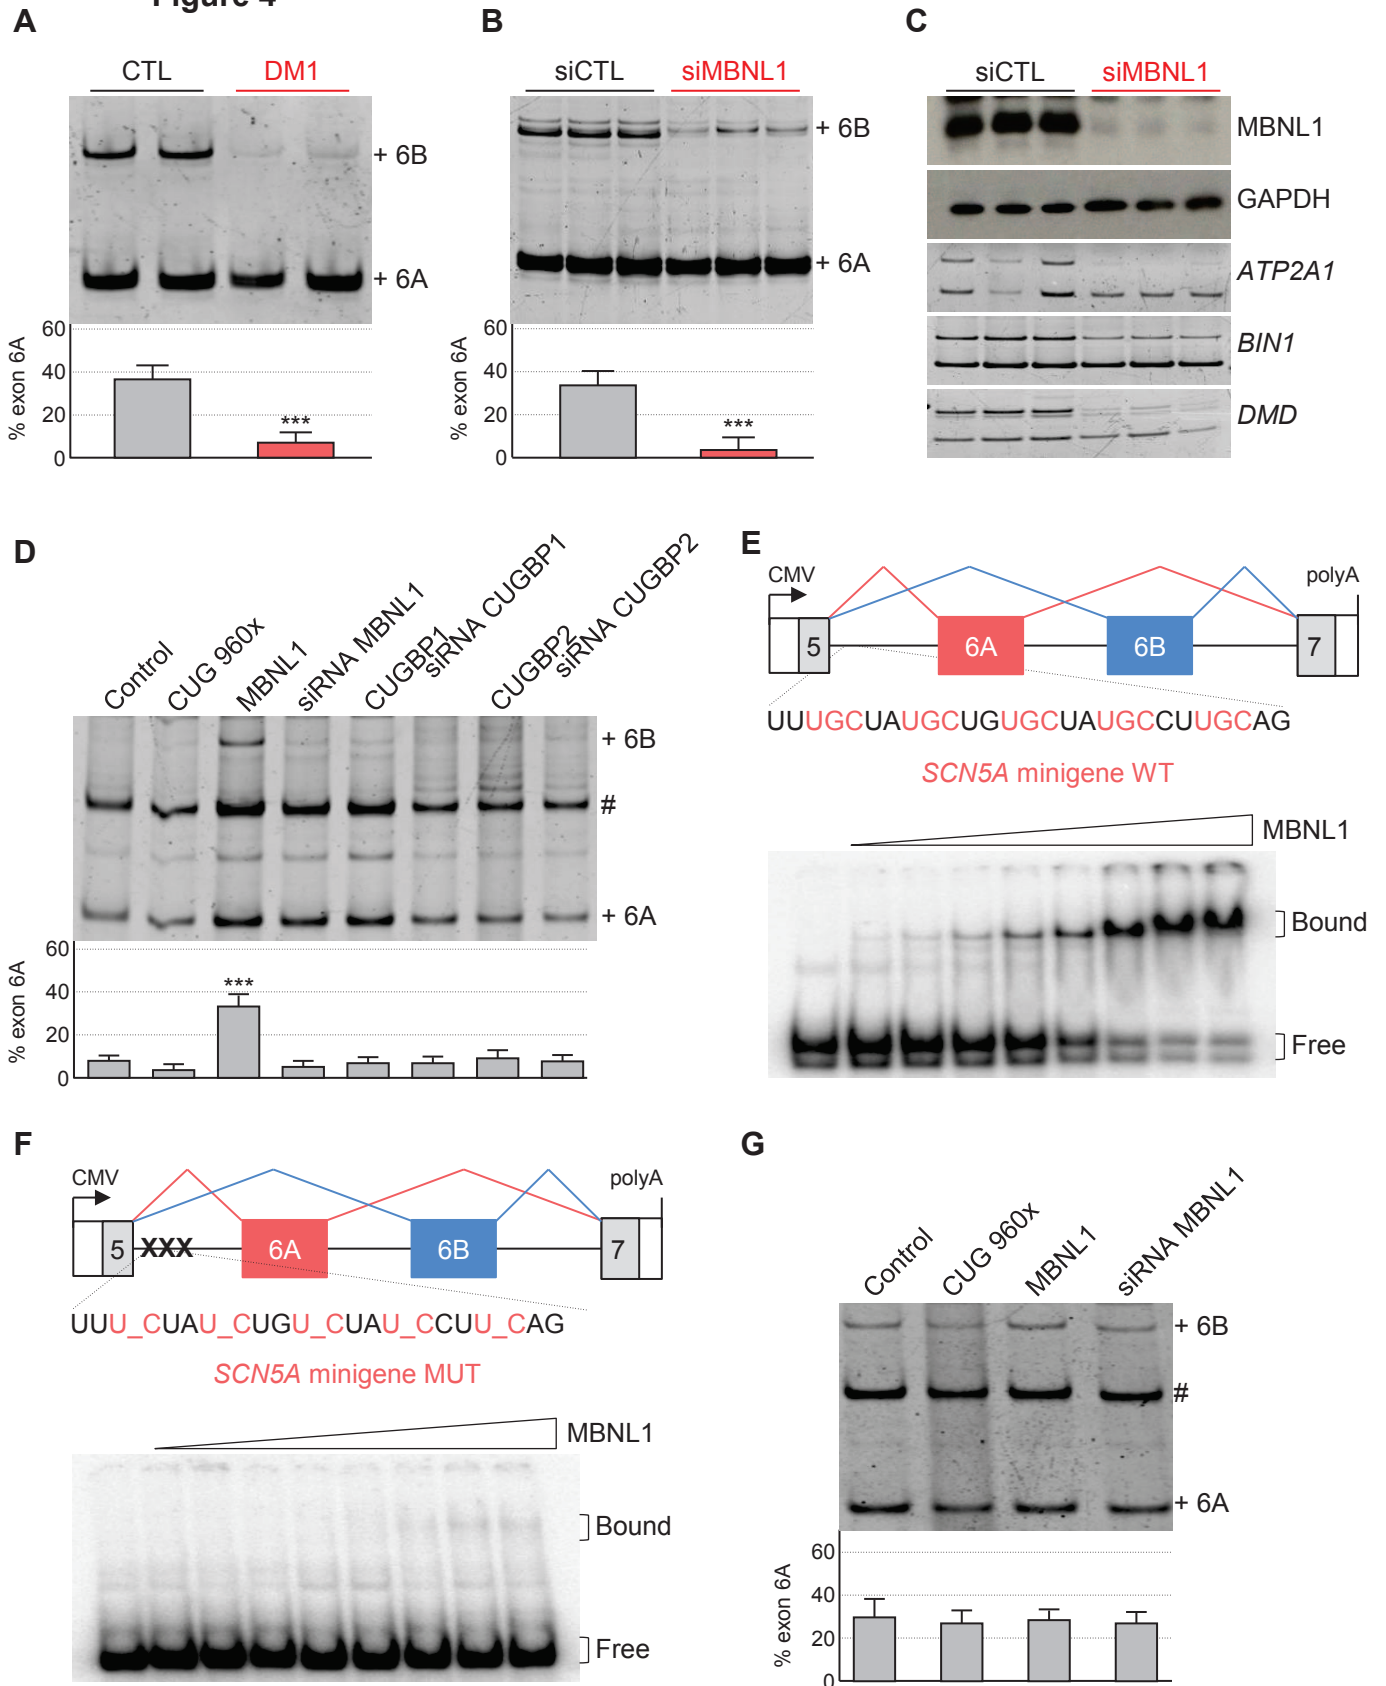 Figure 4
A
CTL DM1
+ 6B
+ 6A
% exon 6A
60
40
20
0
***
B
siCTL siMBNL1
+ 6B
+ 6A
% exon 6A
60
40
20
0
***
C
siCTL siMBNL1
MBNL1
GAPDH
ATP2A1
BIN1
DMD
D
Control
CUG 960x
MBNL1
siRNA MBNL1
CUGBP1
siRNA CUGBP1
CUGBP2
siRNA CUGBP2
+ 6B
#
+ 6A
% exon 6A
60
40
20
0
***
E
CMV polyA
5 6A 6B 7
UUUGCUAUGCUGUGCUAUGCCUUGCAG
SCN5A minigene WT
MBNL1
Bound
Free
F
CMV polyA
5 XXX 6A 6B 7
UUU_CUAU_CUGU_CUAU_CCUU_CAG
SCN5A minigene MUT
MBNL1
Bound
Free
G
Control
CUG 960x
MBNL1
siRNA MBNL1
+ 6B
#
+ 6A
% exon 6A
60
40
20
0